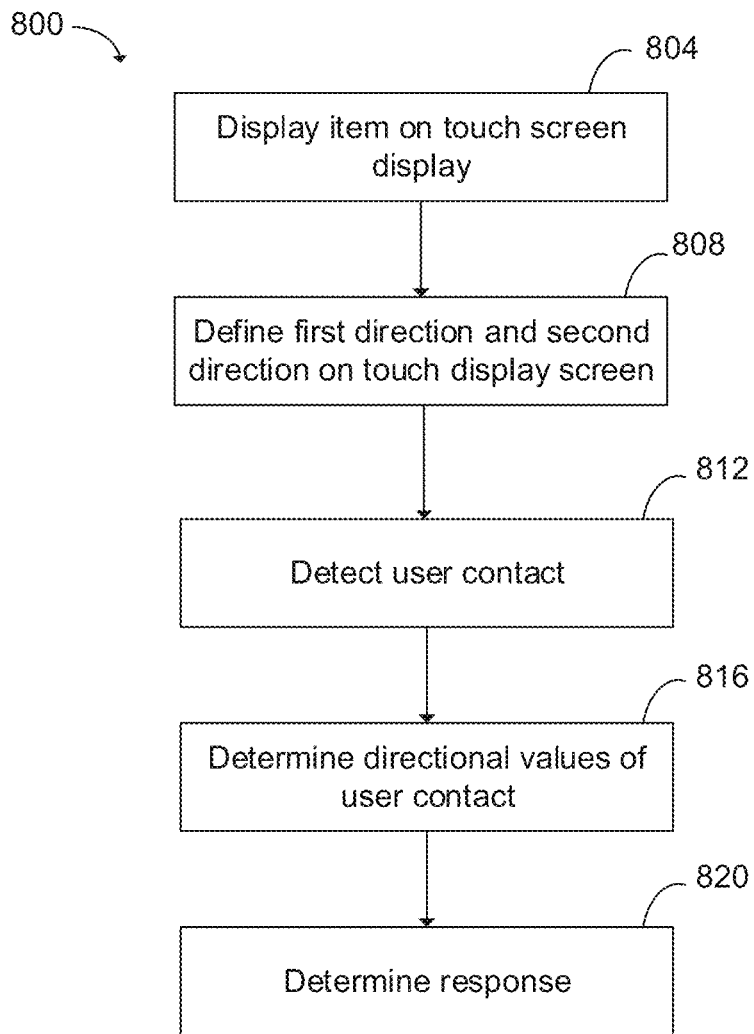 800
804
Display item on touch screen
display
808
Define first direction and second
direction on touch display screen
812
Detect user contact
816
Determine directional values of
user contact
820
Determine response